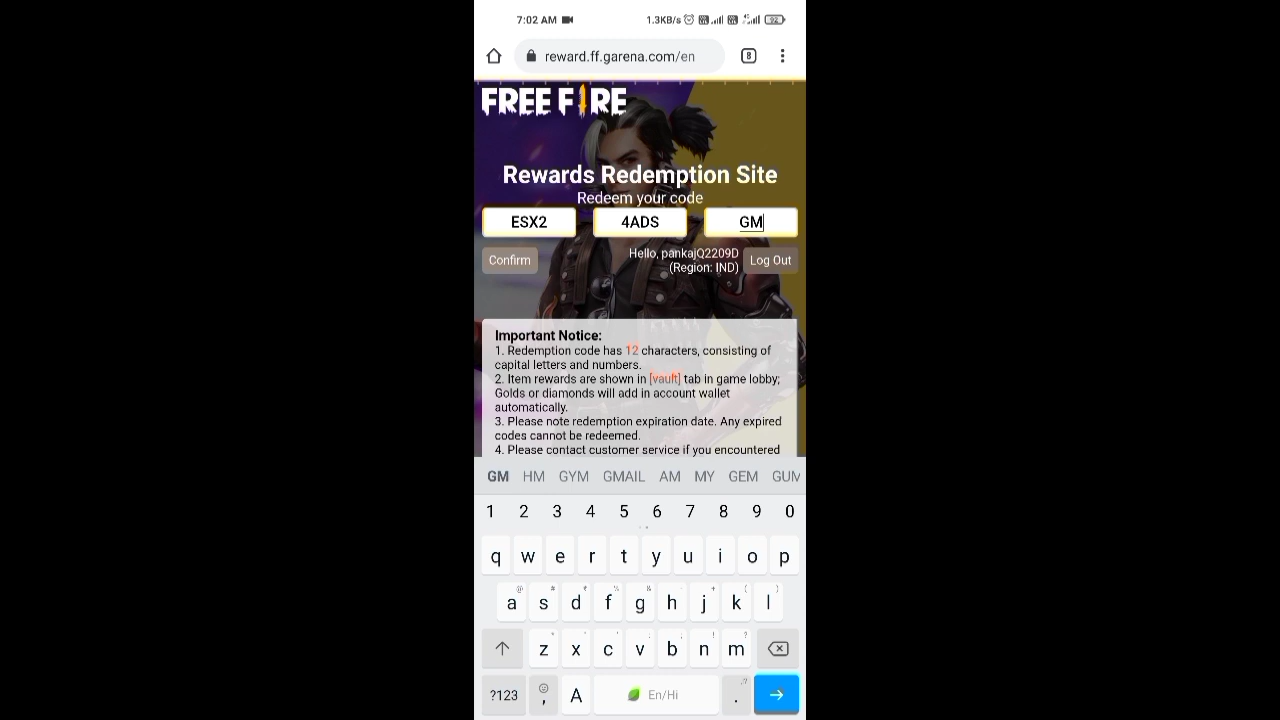 7:02 AM 1.3KB/s 92
reward.ff.garena.com/en 8
FREE FIRE
Rewards Redemption Site
Redeem your code
ESX2 4ADS GM
Confirm Hello, pankajQ2209D Log Out
(Region: IND)
Important Notice:
1. Redemption code has 12 characters, consisting of
capital letters and numbers.
2. Item rewards are shown in [vault] tab in game lobby;
Golds or diamonds will add in account wallet
automatically.
3. Please note redemption expiration date. Any expired
codes cannot be redeemed.
4. Please contact customer service if you encountered
GM HM GYM GMAIL AM MY GEM GUM
1 2 3 4 5 6 7 8 9 0
q w e r t y u i o p
a s d f g h j k l
z x c v b n m
?123 , A En/Hi .